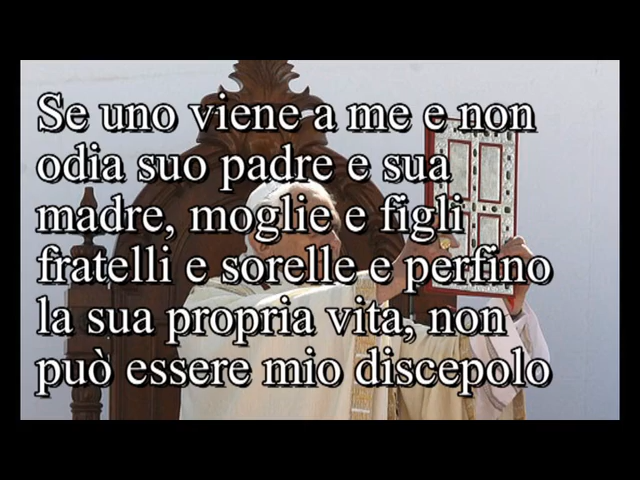 Se uno viene a me e non
odia suo padre e sua
madre, moglie e figli
fratelli e sorelle e perfino
la sua propria vita, non
può essere mio discepolo